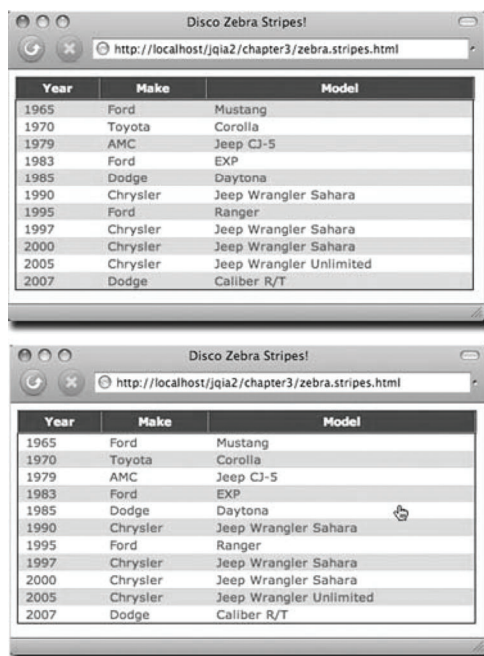 Disco Zebra Stripes!
http://localhost/jqia2/chapter3/zebra.stripes.html
Year Make Model
1965 Ford Mustang
1970 Toyota Corolla
1979 AMC Jeep CJ-5
1983 Ford EXP
1985 Dodge Daytona
1990 Chrysler Jeep Wrangler Sahara
1995 Ford Ranger
1997 Chrysler Jeep Wrangler Sahara
2000 Chrysler Jeep Wrangler Sahara
2005 Chrysler Jeep Wrangler Unlimited
2007 Dodge Caliber R/T
Disco Zebra Stripes!
http://localhost/jqia2/chapter3/zebra.stripes.html
Year Make Model
1965 Ford Mustang
1970 Toyota Corolla
1979 AMC Jeep CJ-5
1983 Ford EXP
1985 Dodge Daytona
1990 Chrysler Jeep Wrangler Sahara
1995 Ford Ranger
1997 Chrysler Jeep Wrangler Sahara
2000 Chrysler Jeep Wrangler Sahara
2005 Chrysler Jeep Wrangler Unlimited
2007 Dodge Caliber R/T